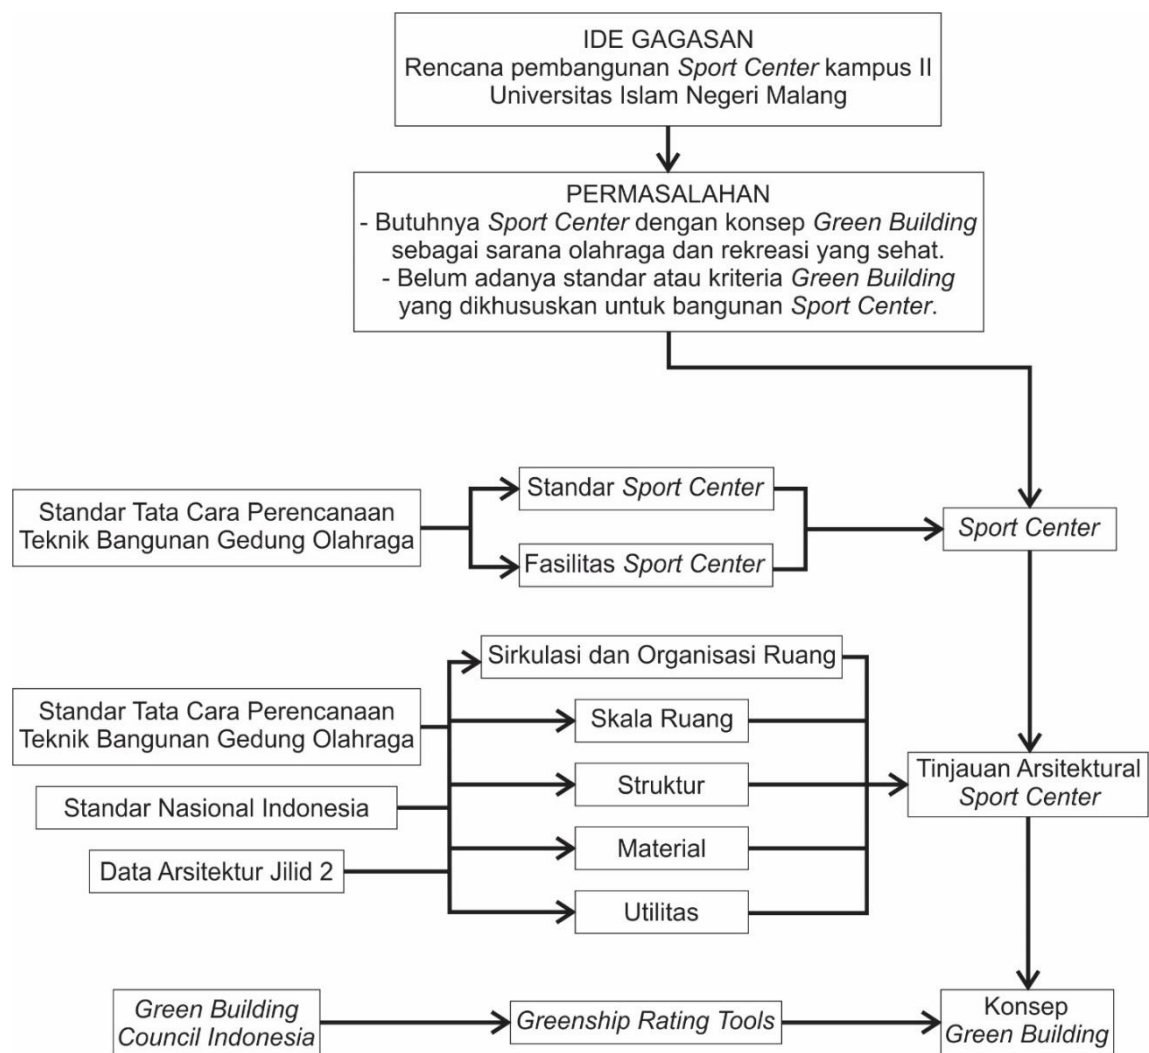 IDE GAGASAN
Rencana pembangunan Sport Center kampus II
Universitas Islam Negeri Malang
PERMASALAHAN
- Butuhnya Sport Center dengan konsep Green Building
sebagai sarana olahraga dan rekreasi yang sehat.
- Belum adanya standar atau kriteria Green Building
yang dikhususkan untuk bangunan Sport Center.
Standar Tata Cara Perencanaan
Teknik Bangunan Gedung Olahraga
Standar Sport Center
Fasilitas Sport Center
Sport Center
Standar Tata Cara Perencanaan
Teknik Bangunan Gedung Olahraga
Standar Nasional Indonesia
Data Arsitektur Jilid 2
Sirkulasi dan Organisasi Ruang
Skala Ruang
Struktur
Material
Utilitas
Tinjauan Arsitektural
Sport Center
Green Building
Council Indonesia
Greenship Rating Tools
Konsep
Green Building